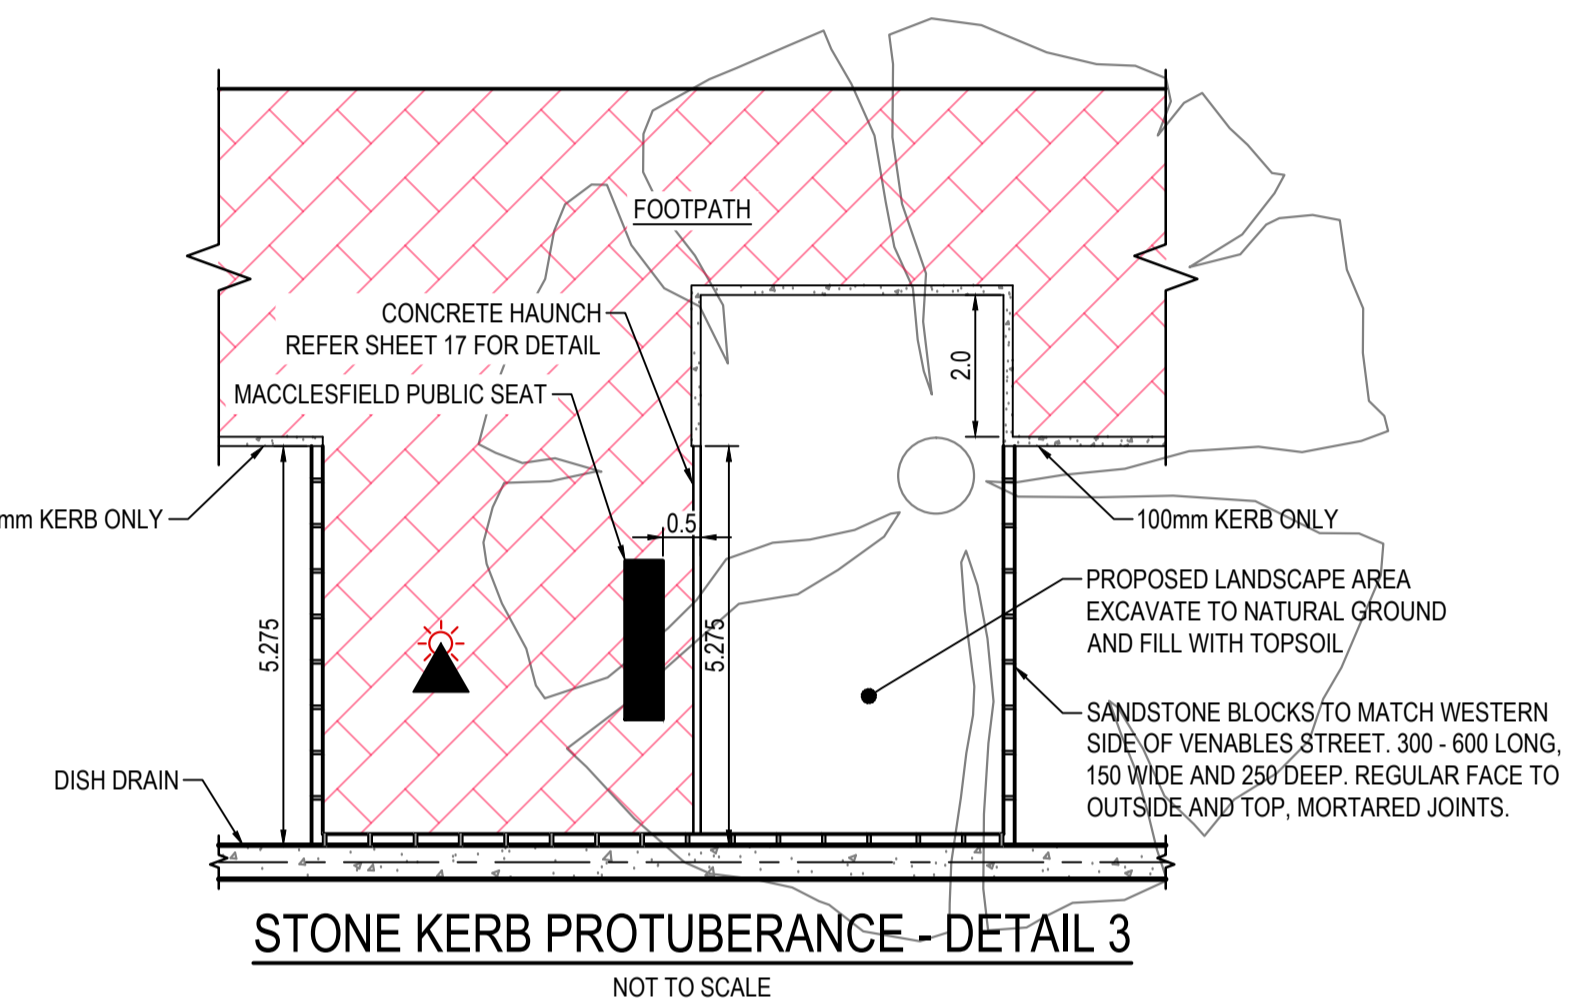 FOOTPATH
CONCRETE HAUNCH
REFER SHEET 17 FOR DETAIL
MACCLESFIELD PUBLIC SEAT
2.0
mm KERB ONLY
0.5
100mm KERB ONLY
5.275
5.275
PROPOSED LANDSCAPE AREA
EXCAVATE TO NATURAL GROUND
AND FILL WITH TOPSOIL
SANDSTONE BLOCKS TO MATCH WESTERN
SIDE OF VENABLES STREET. 300 - 600 LONG,
150 WIDE AND 250 DEEP. REGULAR FACE TO
OUTSIDE AND TOP, MORTARED JOINTS.
DISH DRAIN
STONE KERB PROTUBERANCE - DETAIL 3
NOT TO SCALE